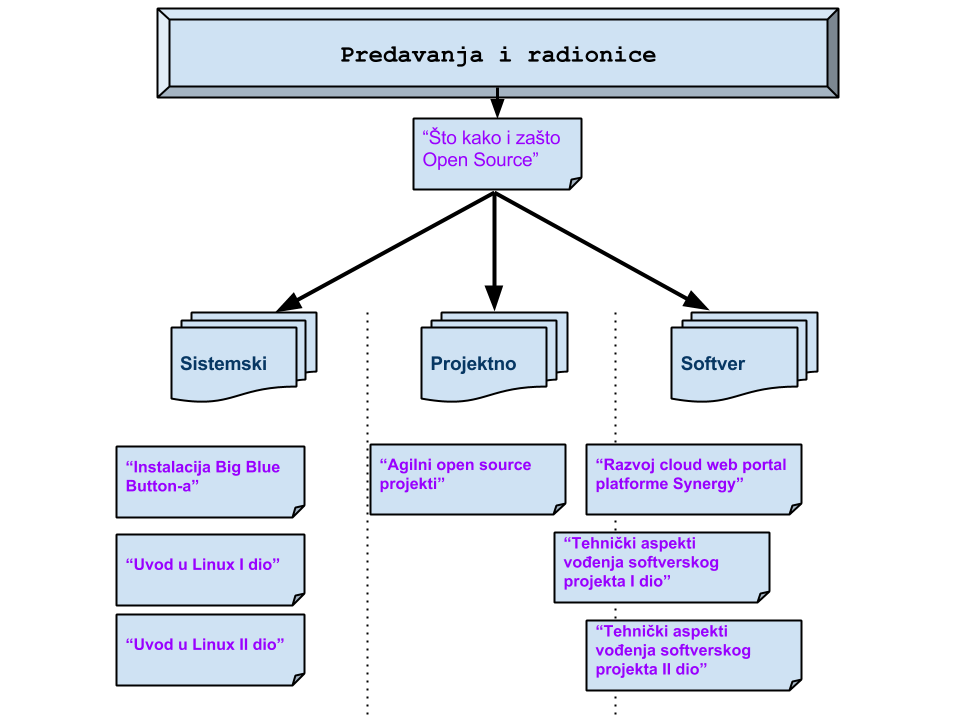 Predavanja i radionice
“Što kako i zašto
Open Source”
Sistemski
Projektno
Softver
“Instalacija Big Blue
Button-a”
“Agilni open source
projekti”
“Razvoj cloud web portal
platforme Synergy”
“Uvod u Linux I dio”
“Tehnički aspekti
vođenja softverskog
projekta I dio”
“Uvod u Linux II dio”
“Tehnički aspekti
vođenja softverskog
projekta II dio”